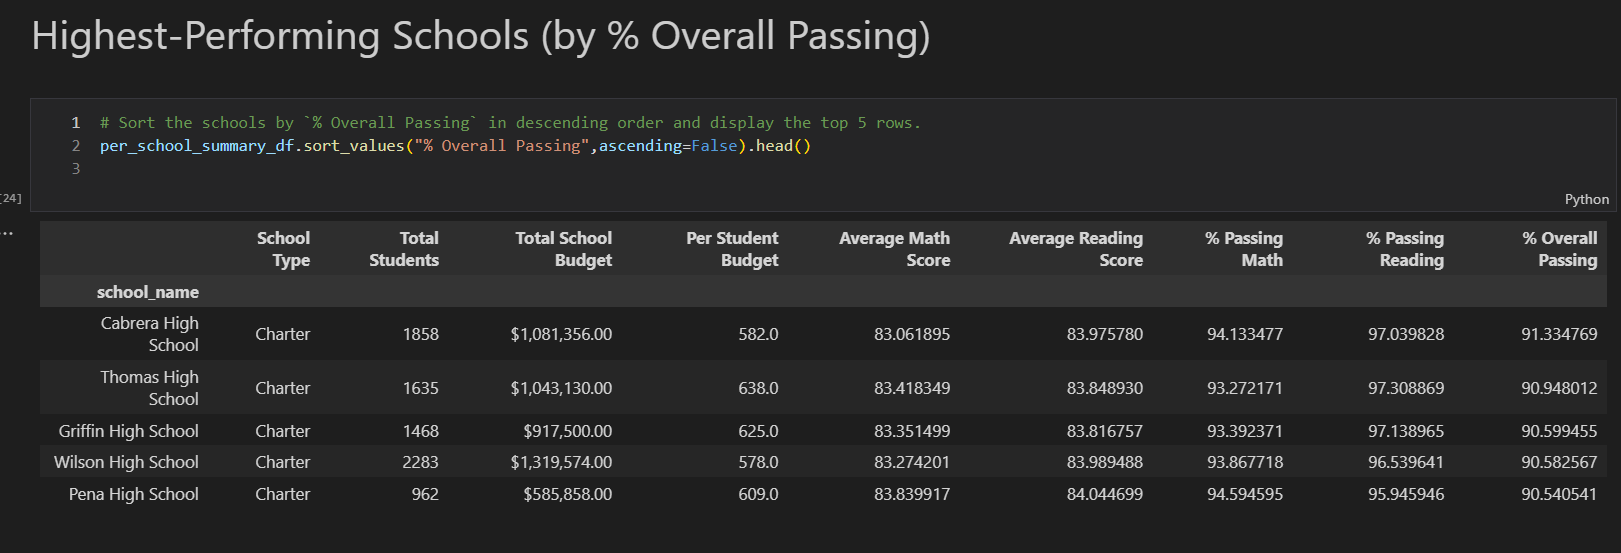 Highest-Performing Schools (by % Overall Passing)
1 # Sort the schools by `% Overall Passing` in descending order and display the top 5 rows.
2 per_school_summary_df.sort_values("% Overall Passing",ascending=False).head()
3
[24]
Python
...
School Type Total Students Total School Budget Per Student Budget Average Math Score Average Reading Score % Passing Math % Passing Reading % Overall Passing
school_name
Cabrera High School Charter 1858 $1,081,356.00 582.0 83.061895 83.975780 94.133477 97.039828 91.334769
Thomas High School Charter 1635 $1,043,130.00 638.0 83.418349 83.848930 93.272171 97.308869 90.948012
Griffin High School Charter 1468 $917,500.00 625.0 83.351499 83.816757 93.392371 97.138965 90.599455
Wilson High School Charter 2283 $1,319,574.00 578.0 83.274201 83.989488 93.867718 96.539641 90.582567
Pena High School Charter 962 $585,858.00 609.0 83.839917 84.044699 94.594595 95.945946 90.540541